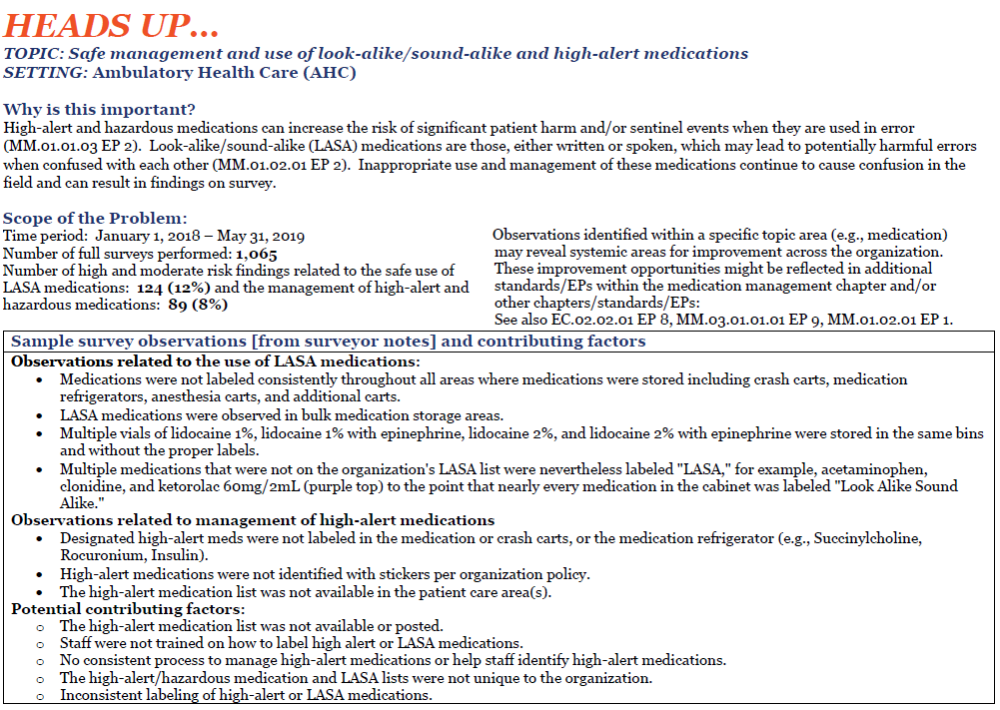 HEADS UP…
TOPIC: Safe management and use of look-alike/sound-alike and high-alert medications
SETTING: Ambulatory Health Care (AHC)
Why is this important?
High-alert and hazardous medications can increase the risk of significant patient harm and/or sentinel events when they are used in error
(MM.01.01.03 EP 2).  Look-alike/sound-alike (LASA) medications are those, either written or spoken, which may lead to potentially harmful errors
when confused with each other (MM.01.02.01 EP 2).  Inappropriate use and management of these medications continue to cause confusion in the
field and can result in findings on survey.
Scope of the Problem:
Time period:  January 1, 2018 – May 31, 2019
Number of full surveys performed: 1,065
Number of high and moderate risk findings related to the safe use of
LASA medications:  124 (12%) and the management of high-alert and
hazardous medications:  89 (8%)
Observations identified within a specific topic area (e.g., medication)
may reveal systemic areas for improvement across the organization.
These improvement opportunities might be reflected in additional
standards/EPs within the medication management chapter and/or
other chapters/standards/EPs:
See also EC.02.02.01 EP 8, MM.03.01.01.01 EP 9, MM.01.02.01 EP 1.
Sample survey observations [from surveyor notes] and contributing factors
Observations related to the use of LASA medications:
• Medications were not labeled consistently throughout all areas where medications were stored including crash carts, medication
refrigerators, anesthesia carts, and additional carts.
• LASA medications were observed in bulk medication storage areas.
• Multiple vials of lidocaine 1%, lidocaine 1% with epinephrine, lidocaine 2%, and lidocaine 2% with epinephrine were stored in the same bins
and without the proper labels.
• Multiple medications that were not on the organization's LASA list were nevertheless labeled "LASA," for example, acetaminophen,
clonidine, and ketorolac 60mg/2mL (purple top) to the point that nearly every medication in the cabinet was labeled "Look Alike Sound
Alike."
Observations related to management of high-alert medications
• Designated high-alert meds were not labeled in the medication or crash carts, or the medication refrigerator (e.g., Succinylcholine,
Rocuronium, Insulin).
• High-alert medications were not identified with stickers per organization policy.
• The high-alert medication list was not available in the patient care area(s).
Potential contributing factors:
○ The high-alert medication list was not available or posted.
○ Staff were not trained on how to label high alert or LASA medications.
○ No consistent process to manage high-alert medications or help staff identify high-alert medications.
○ The high-alert/hazardous medication and LASA lists were not unique to the organization.
○ Inconsistent labeling of high-alert or LASA medications.